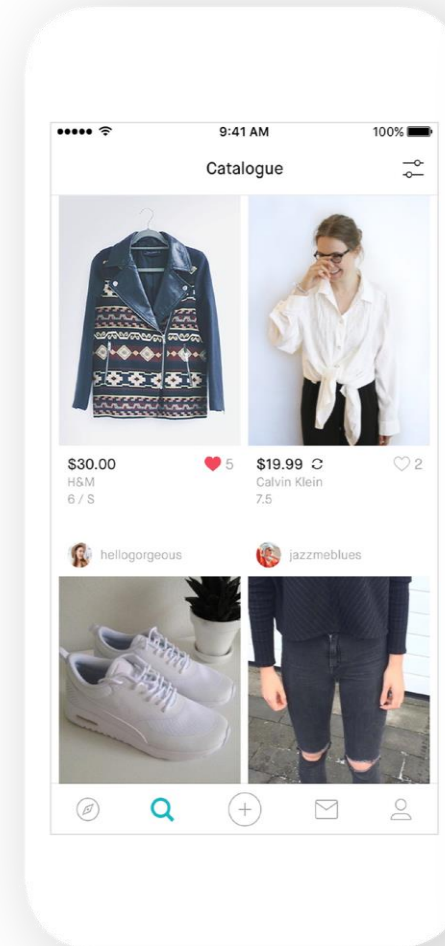 9:41 AM 100%
Catalogue
$30.00 5
H&M
6 / S
$19.99 2
Calvin Klein
7.5
hellogorgeous
jazzmeblues